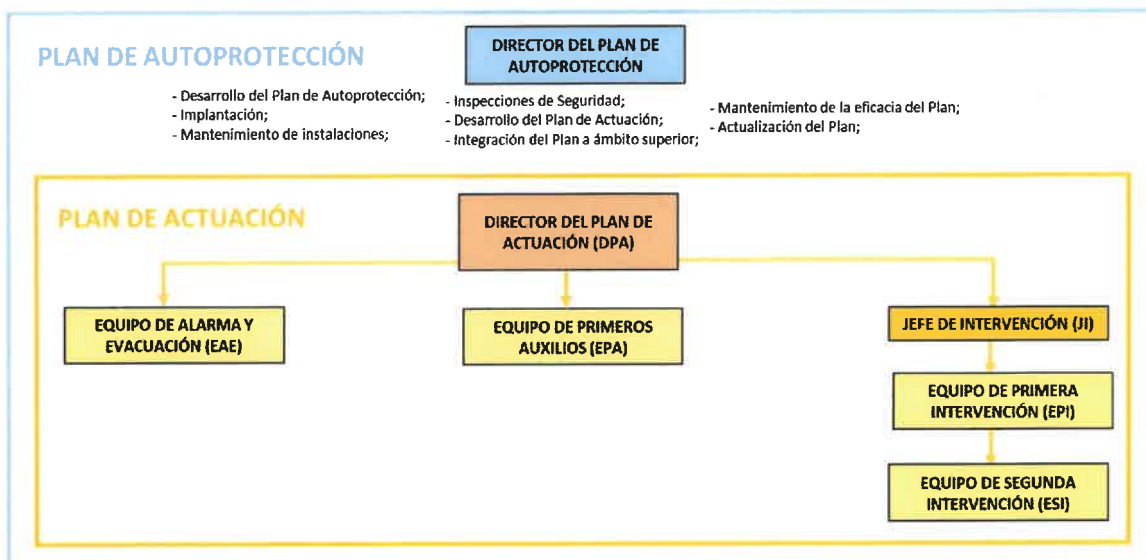 PLAN DE AUTOPROTECCIÓN
DIRECTOR DEL PLAN DE
AUTOPROTECCIÓN
- Desarrollo del Plan de Autoprotección;
- Implantación;
- Mantenimiento de instalaciones;
- Inspecciones de Seguridad;
- Desarrollo del Plan de Actuación;
- Integración del Plan a ámbito superior;
- Mantenimiento de la eficacia del Plan;
- Actualización del Plan;
PLAN DE ACTUACIÓN
DIRECTOR DEL PLAN DE
ACTUACIÓN (DPA)
EQUIPO DE ALARMA Y
EVACUACIÓN (EAE)
EQUIPO DE PRIMEROS
AUXILIOS (EPA)
JEFE DE INTERVENCIÓN (JI)
EQUIPO DE PRIMERA
INTERVENCIÓN (EPI)
EQUIPO DE SEGUNDA
INTERVENCIÓN (ESI)